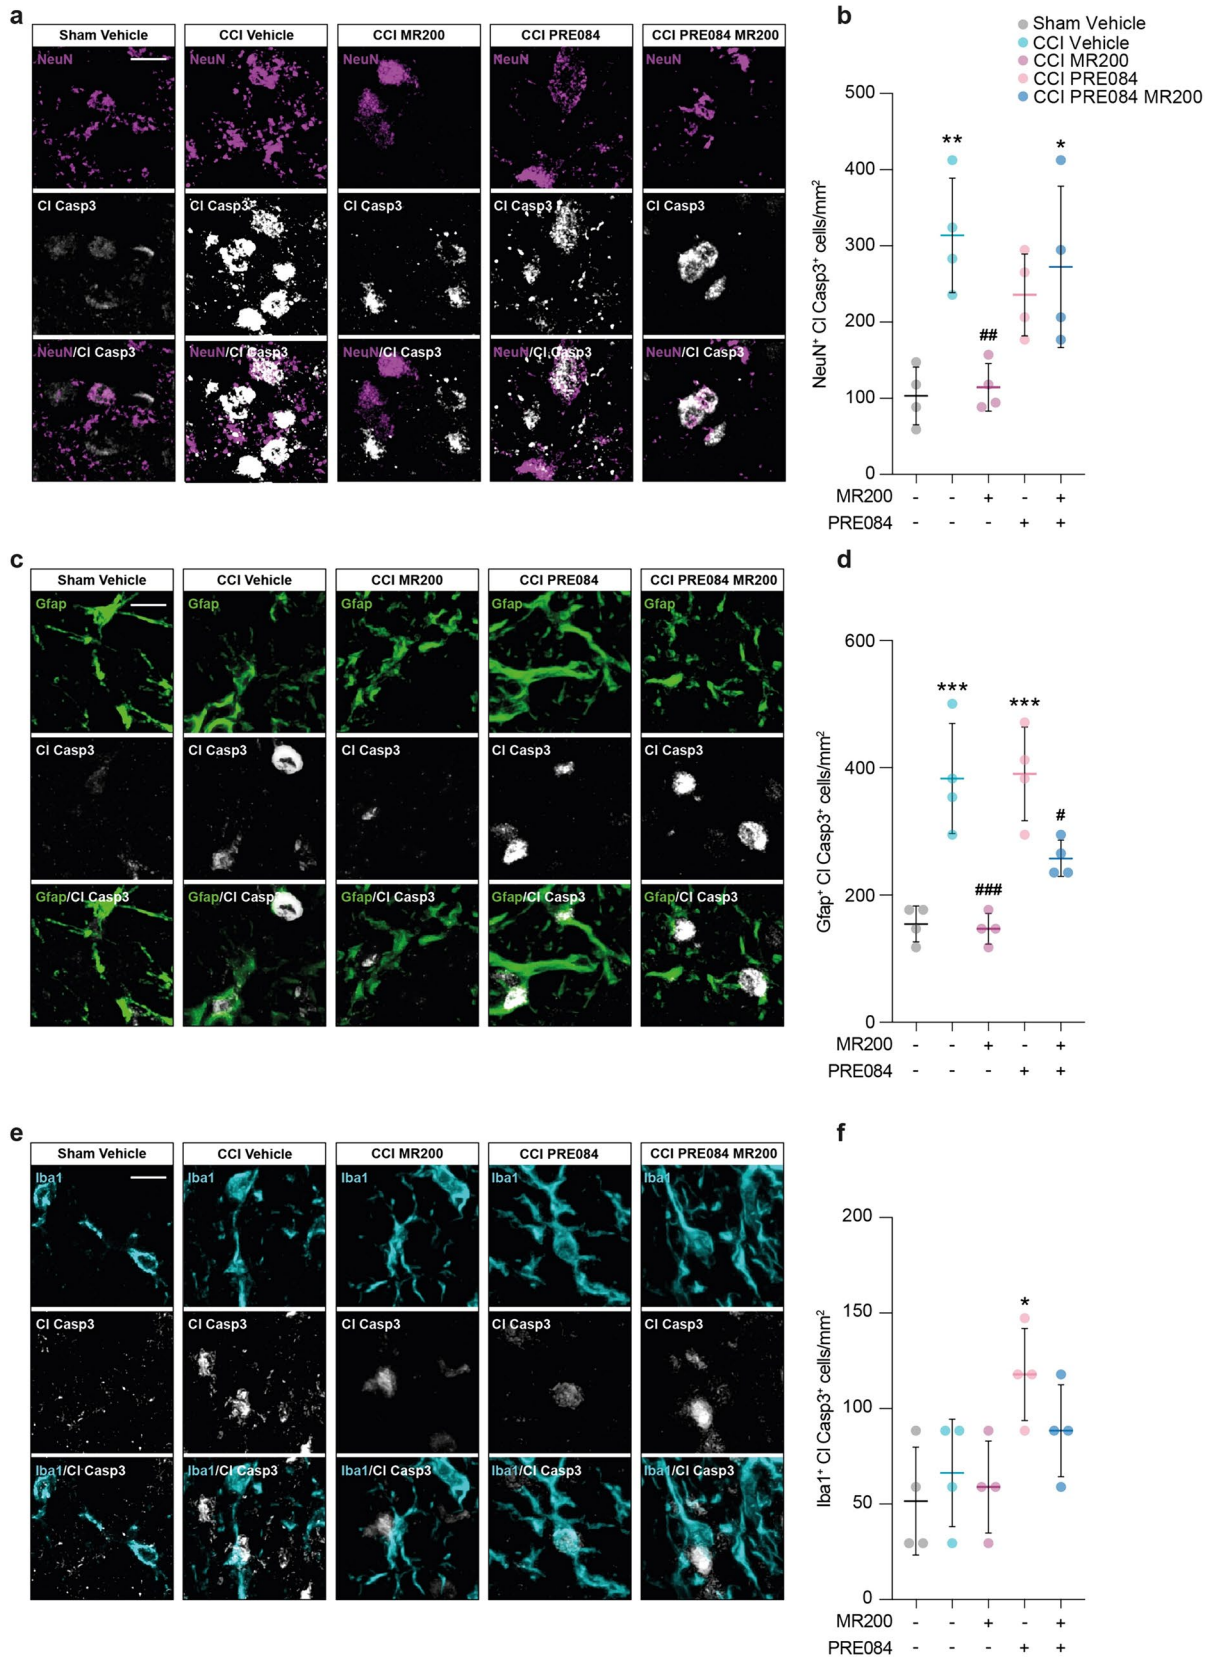 a
Sham Vehicle
CCI Vehicle
CCI MR200
CCI PRE084
CCI PRE084 MR200
NeuN
NeuN
NeuN
NeuN
NeuN
Cl Casp3
Cl Casp3
Cl Casp3
Cl Casp3
Cl Casp3
NeuN/Cl Casp3
NeuN/Cl Casp3
NeuN/Cl Casp3
NeuN/Cl Casp3
NeuN/Cl Casp3
b
Sham Vehicle
CCI Vehicle
CCI MR200
CCI PRE084
CCI PRE084 MR200
NeuN⁺ Cl Casp3⁺ cells/mm²
500
400
300
200
100
0
**
##
*
MR200 - - + - +
PRE084 - - - + +
c
Sham Vehicle
CCI Vehicle
CCI MR200
CCI PRE084
CCI PRE084 MR200
Gfap
Gfap
Gfap
Gfap
Gfap
Cl Casp3
Cl Casp3
Cl Casp3
Cl Casp3
Cl Casp3
Gfap/Cl Casp3
Gfap/Cl Casp3
Gfap/Cl Casp3
Gfap/Cl Casp3
Gfap/Cl Casp3
d
Gfap⁺ Cl Casp3⁺ cells/mm²
600
400
200
0
***
###
***
#
MR200 - - + - +
PRE084 - - - + +
e
Sham Vehicle
CCI Vehicle
CCI MR200
CCI PRE084
CCI PRE084 MR200
Iba1
Iba1
Iba1
Iba1
Iba1
Cl Casp3
Cl Casp3
Cl Casp3
Cl Casp3
Cl Casp3
Iba1/Cl Casp3
Iba1/Cl Casp3
Iba1/Cl Casp3
Iba1/Cl Casp3
Iba1/Cl Casp3
f
Iba1⁺ Cl Casp3⁺ cells/mm²
200
150
100
50
0
*
MR200 - - + - +
PRE084 - - - + +